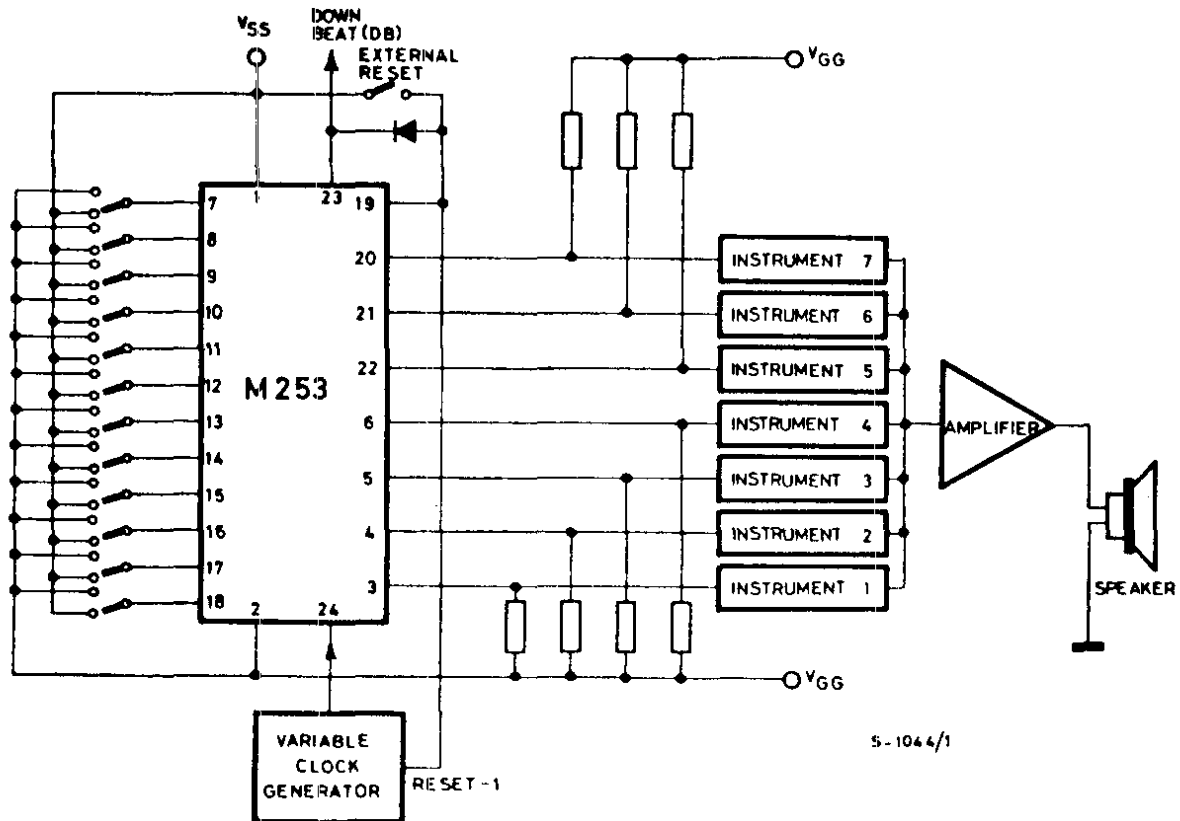 DOWN
BEAT (DB)
VSS
EXTERNAL
RESET
VGG
1
23
7
19
8
9
20
10
21
11
22
12
M253
13
6
14
5
15
4
16
17
3
18
2
24
INSTRUMENT 7
INSTRUMENT 6
INSTRUMENT 5
INSTRUMENT 4
INSTRUMENT 3
INSTRUMENT 2
INSTRUMENT 1
AMPLIFIER
SPEAKER
VGG
VARIABLE
CLOCK
GENERATOR
RESET-1
S-1044/1